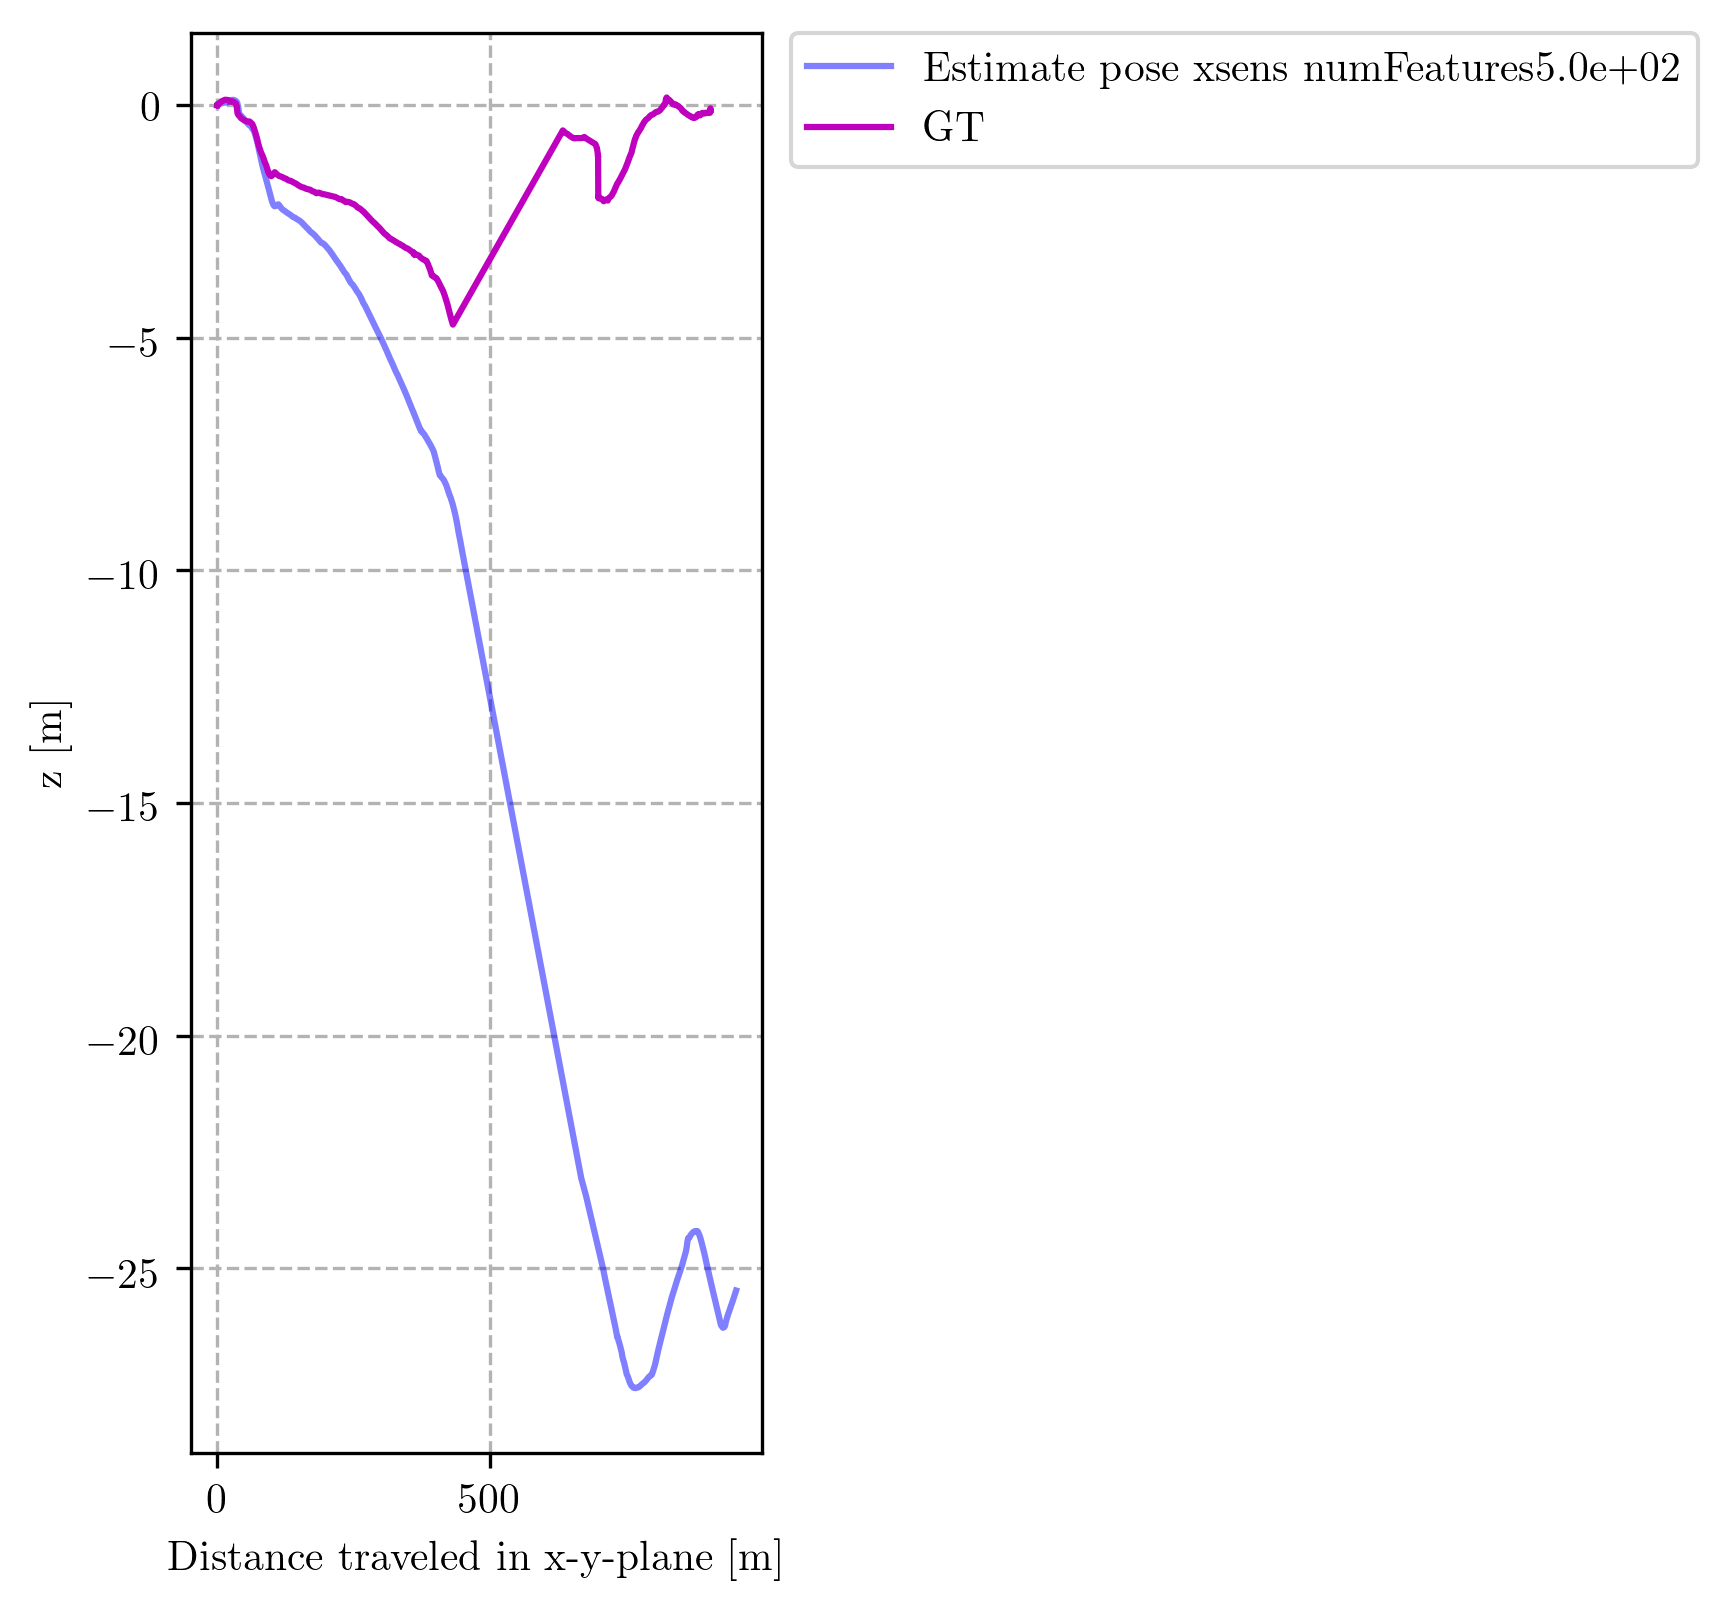 Estimate pose xsens numFeatures5.0e+02
GT
0
−5
−10
−15
−20
−25
z [m]
0 500
Distance traveled in x-y-plane [m]